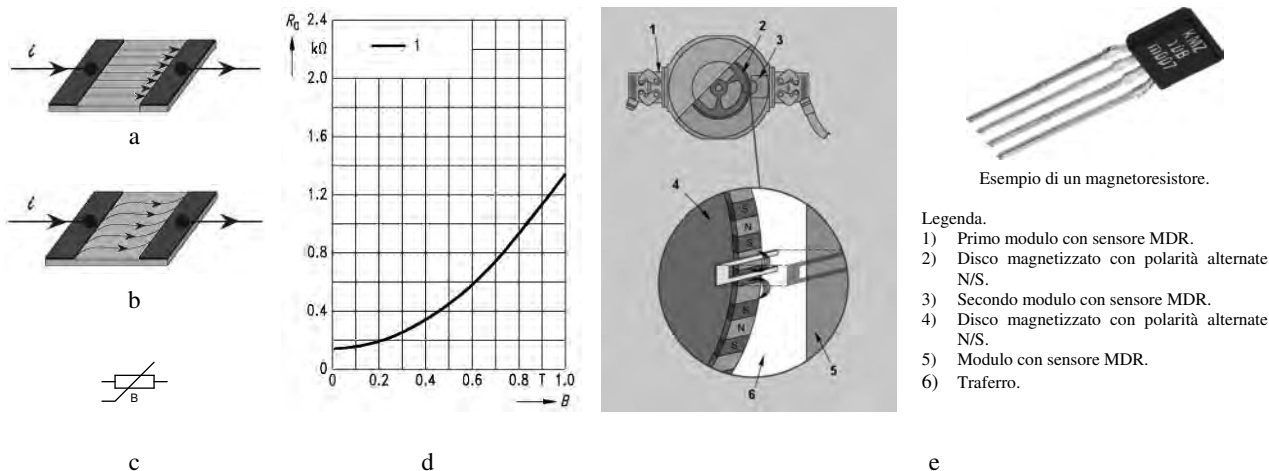 i
a
i
b
B
c
R₀ 2.4
kΩ
1
2.0
1.6
1.2
0.8
0.4
0
0 0.2 0.4 0.6 0.8 T 1.0
B
d
1
2
3
4
S
N
S
S
N
S
5
6
KMZ
10B
m007
Esempio di un magnetoresistore.
Legenda.
1) Primo modulo con sensore MDR.
2) Disco magnetizzato con polarità alternate
N/S.
3) Secondo modulo con sensore MDR.
4) Disco magnetizzato con polarità alternate
N/S.
5) Modulo con sensore MDR.
6) Traferro.
e